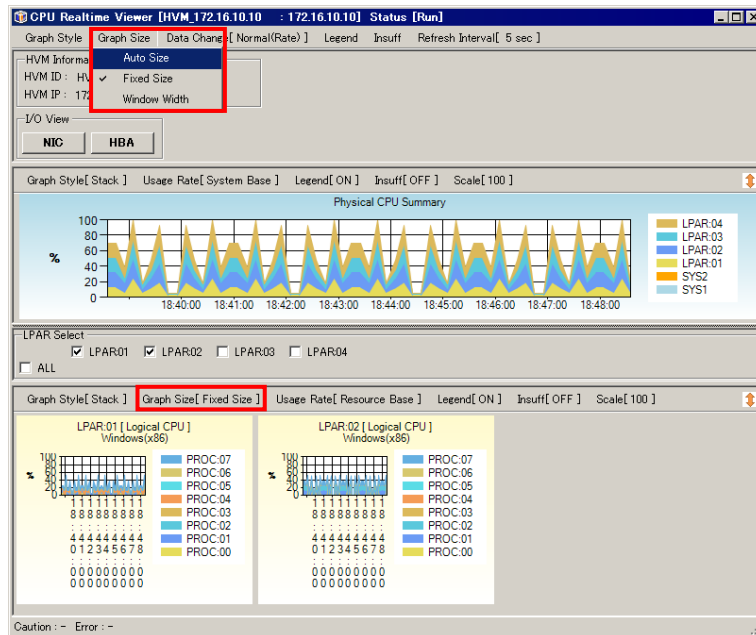 CPU Realtime Viewer [HVM_172.16.10.10 : 172.16.10.10] Status [Run]
Graph Style Graph Size Data Change[ Normal(Rate) ] Legend Insuff Refresh Interval[ 5 sec ]
Auto Size
Fixed Size
Window Width
HVM Informa
HVM ID : HV
HVM IP : 172
I/O View
NIC HBA
Graph Style[ Stack ] Usage Rate[ System Base ] Legend[ ON ] Insuff[ OFF ] Scale[ 100 ]
Physical CPU Summary
%
100
80
60
40
20
0
18:40:00 18:41:00 18:42:00 18:43:00 18:44:00 18:45:00 18:46:00 18:47:00 18:48:00
LPAR:04
LPAR:03
LPAR:02
LPAR:01
SYS2
SYS1
LPAR Select
LPAR01 LPAR02 LPAR03 LPAR04
ALL
Graph Style[ Stack ] Graph Size[ Fixed Size ] Usage Rate[ Resource Base ] Legend[ ON ] Insuff[ OFF ] Scale[ 100 ]
LPAR:01 [ Logical CPU ]
Windows(x86)
%
PROC:07
PROC:06
PROC:05
PROC:04
PROC:03
PROC:02
PROC:01
PROC:00
LPAR:02 [ Logical CPU ]
Windows(x86)
%
PROC:07
PROC:06
PROC:05
PROC:04
PROC:03
PROC:02
PROC:01
PROC:00
Caution : - Error : -